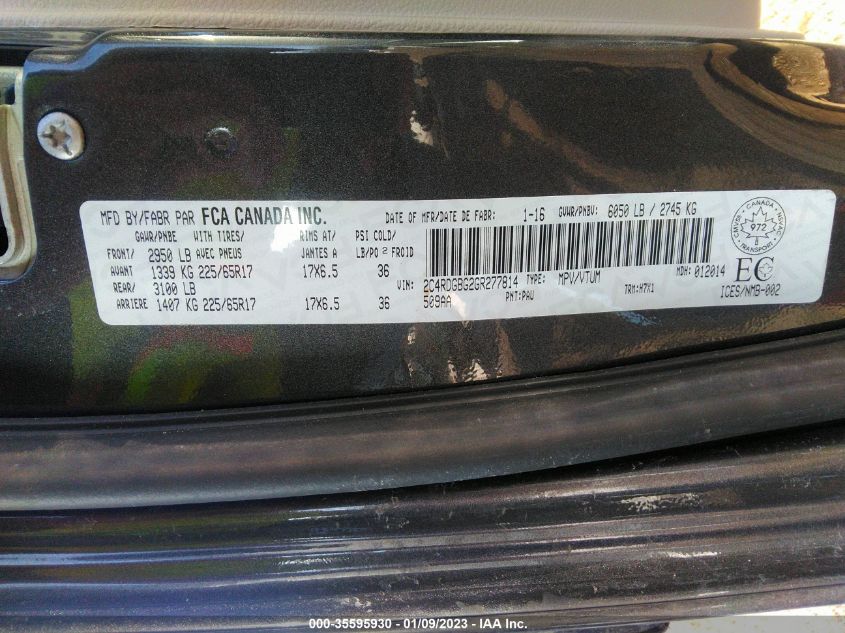 MFD BY/FABR PAR FCA CANADA INC. DATE OF MFR/DATE DE FABR: 1-16 GVWR/PNBV: 6050 LB / 2745 KG
GAWR/PNBE WITH TIRES/ RIMS AT/ PSI COLD/
FRONT/ 2950 LB AVEC PNEUS JANTES A LB/PO 2 FROID
AVANT 1339 KG 225/65R17 17X6.5 36
REAR/ 3100 LB
ARRIERE 1407 KG 225/65R17 17X6.5 36
VIN: 2C4RDGBG2GR277814 TYPE: MPV/VTUM MDH: 012014
509AA PNT:PAU TRM:H7X1 ICES/NMB-002
CANADA
972
TRANSPORT
CMVSS
NSVAC
EC
000-35595930 - 01/09/2023 - IAA Inc.